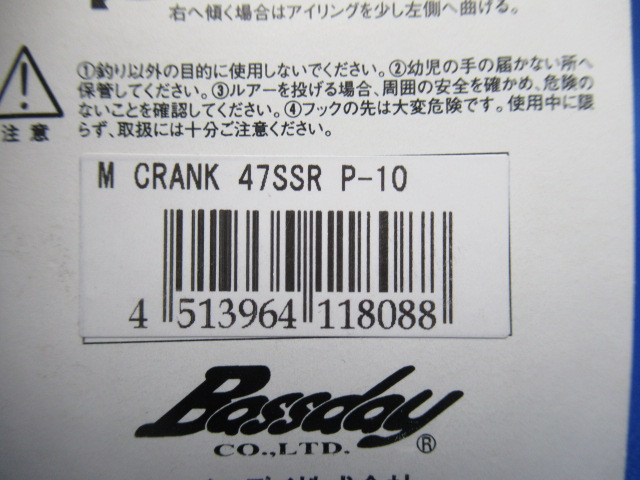 右へ傾く場合はアイリングを少し左側へ曲げる。
①釣り以外の目的に使用しないでください。②幼児の手の届かない所へ
保管してください。③ルアーを投げる場合、周囲の安全を確かめ、危険の
ないことを確認してください。④フックの先は大変危険です。使用中に限
らず、取扱には十分ご注意ください。
注意
M CRANK 47SSR P-10
4 513964 118088
Bassday
CO.,LTD. ®